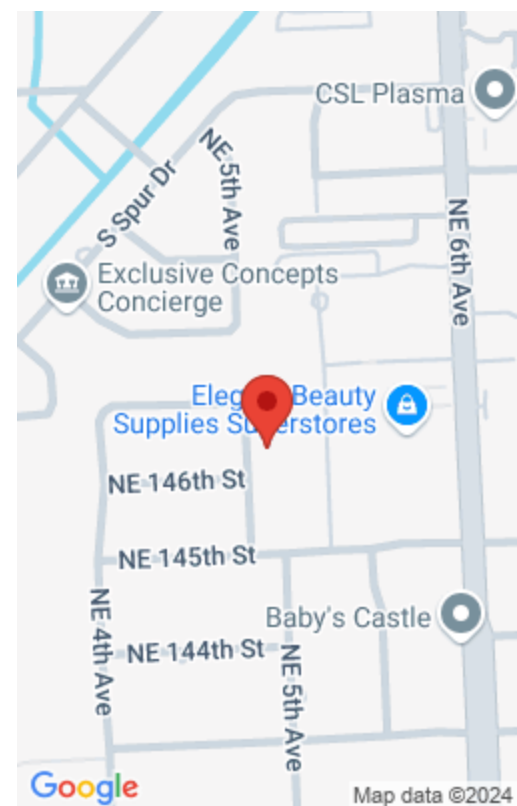 CSL Plasma
NE 5th Ave
S Spur Dr
NE 6th Ave
Exclusive Concepts
Concierge
Beauty
Supplies
NE 146th St
NE 145th St
NE 4th Ave
Baby's Castle
NE 144th St
NE 5th Ave
Google
Map data ©2024